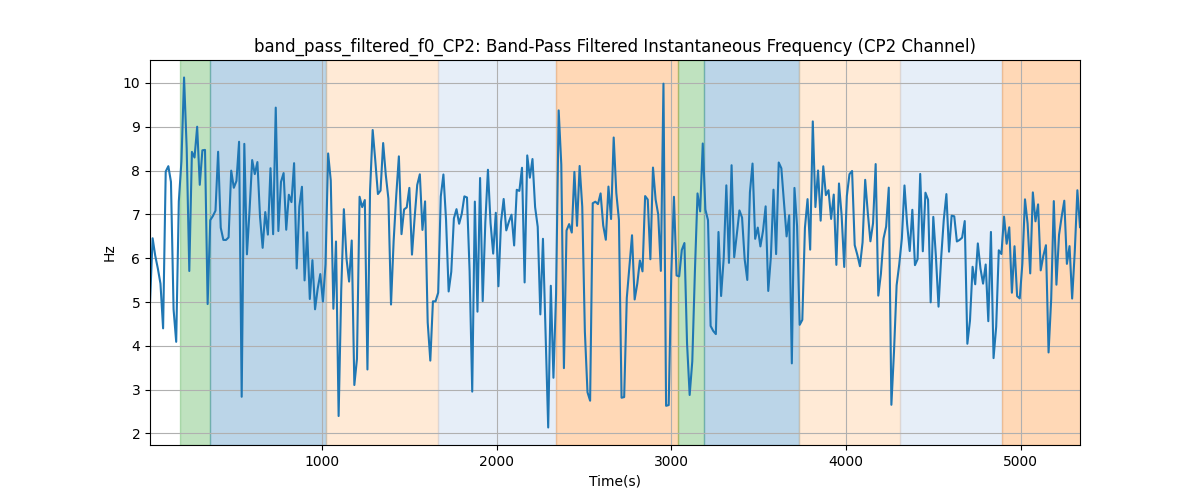 band_pass_filtered_f0_CP2: Band-Pass Filtered Instantaneous Frequency (CP2 Channel)
10
9
8
7
6
5
4
3
2
Hz
1000 2000 3000 4000 5000
Time(s)